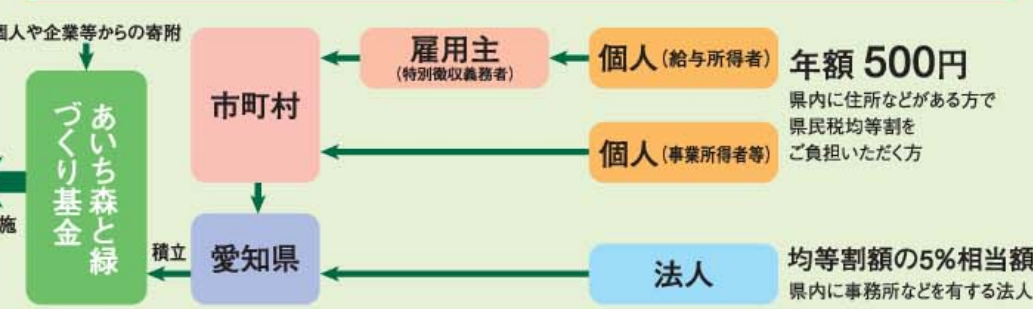 個人や企業等からの寄附
あいち森と緑
づくり基金
施
積立
市町村
愛知県
雇用主
(特別徴収義務者)
個人(給与所得者)
個人(事業所得者等)
法人
年額 500円
県内に住所などがある方で
県民税均等割を
ご負担いただく方
均等割額の5%相当額
県内に事務所などを有する法人